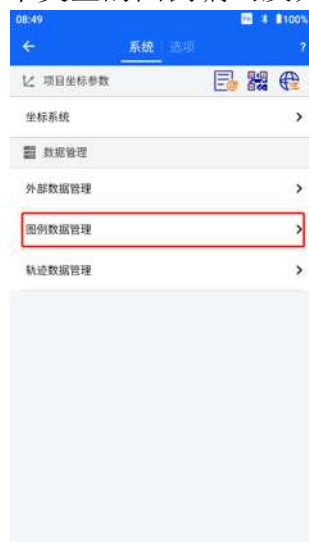 08:49
100%
系统 选项 ?
项目坐标参数
坐标系统
数据管理
外部数据管理
图例数据管理
轨迹数据管理